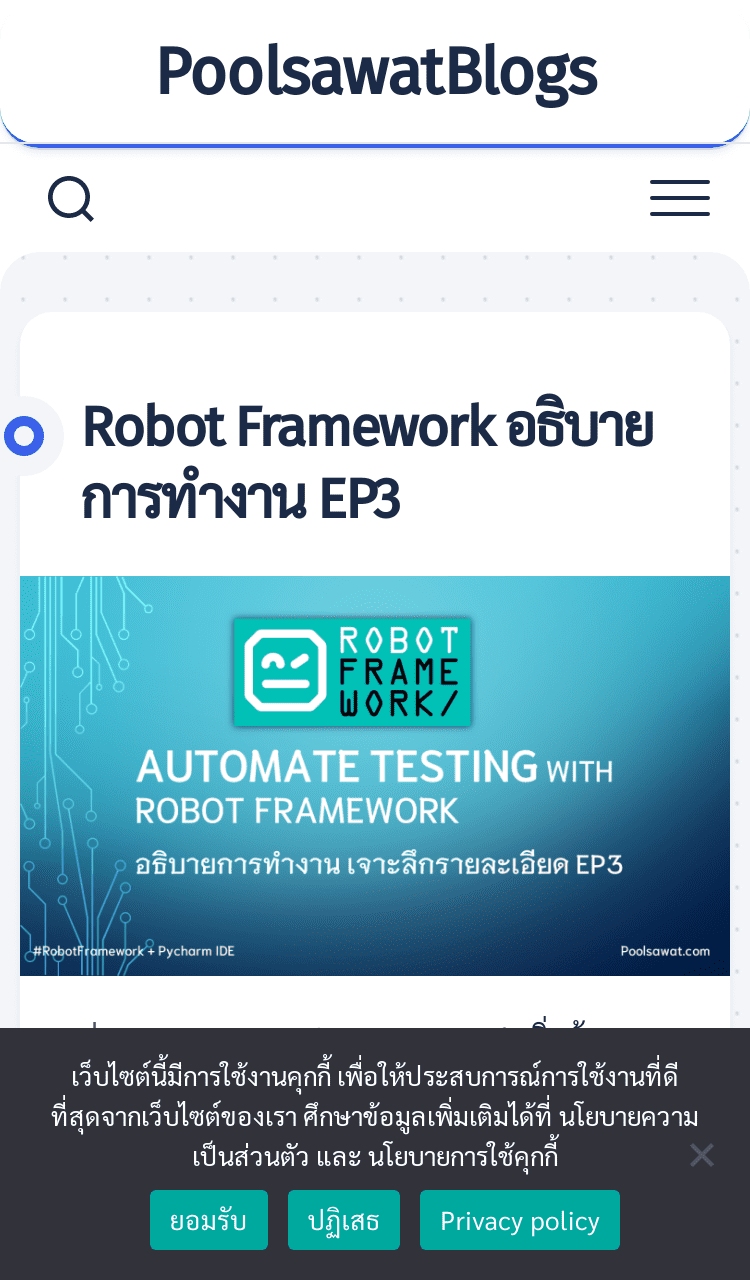 PoolsawatBlogs
Robot Framework อธิบาย
การทำงาน EP3
ROBOT
FRAME
WORK/
AUTOMATE TESTING WITH
ROBOT FRAMEWORK
อธิบายการทำงาน เจาะลึกรายละเอียด EP3
#RobotFramework + Pycharm IDE
Poolsawat.com
เว็บไซต์นี้มีการใช้งานคุกกี้ เพื่อให้ประสบการณ์การใช้งานที่ดี
ที่สุดจากเว็บไซต์ของเรา ศึกษาข้อมูลเพิ่มเติมได้ที่ นโยบายความ
เป็นส่วนตัว และ นโยบายการใช้คุกกี้
ยอมรับ
ปฏิเสธ
Privacy policy